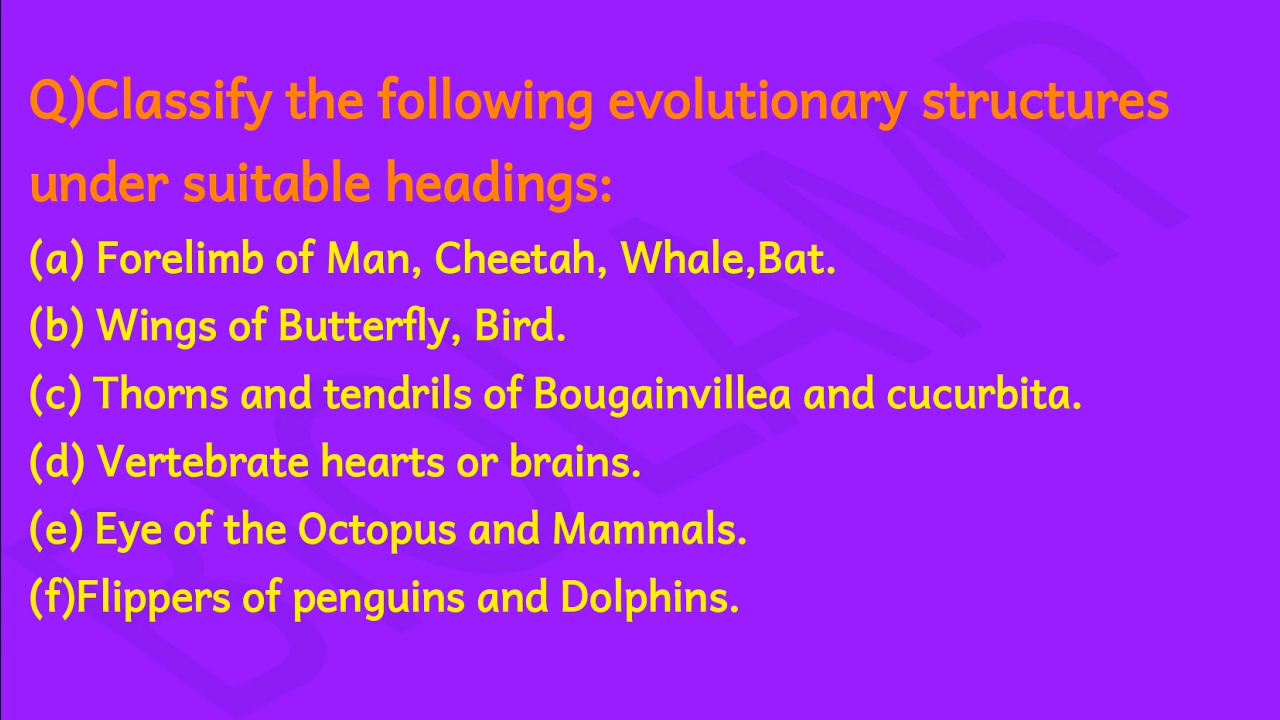 Q)Classify the following evolutionary structures
under suitable headings:
(a) Forelimb of Man, Cheetah, Whale,Bat.
(b) Wings of Butterfly, Bird.
(c) Thorns and tendrils of Bougainvillea and cucurbita.
(d) Vertebrate hearts or brains.
(e) Eye of the Octopus and Mammals.
(f)Flippers of penguins and Dolphins.
BIOLAMP